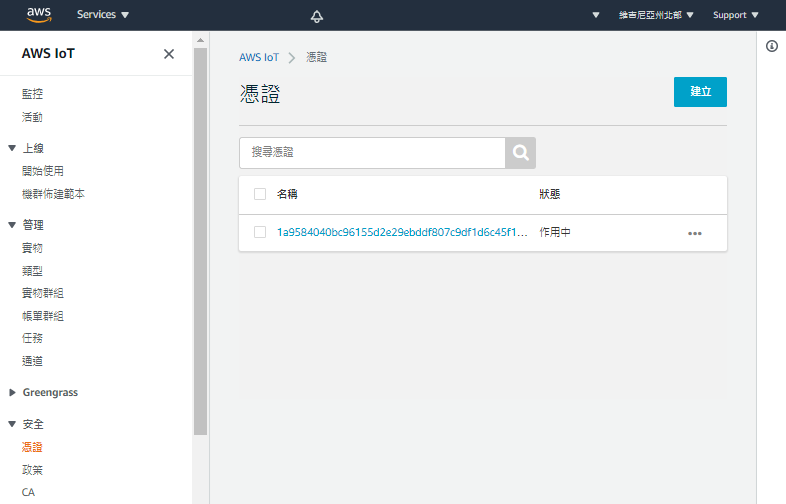 aws
Services
維吉尼亞州北部
Support
AWS IoT
監控
活動
上線
開始使用
機群佈建範本
管理
實物
類型
實物群組
帳單群組
任務
通道
Greengrass
安全
憑證
政策
CA
AWS IoT
憑證
憑證
建立
搜尋憑證
名稱
狀態
1a9584040bc96155d2e29ebddf807c9df1d6c45f1...
作用中